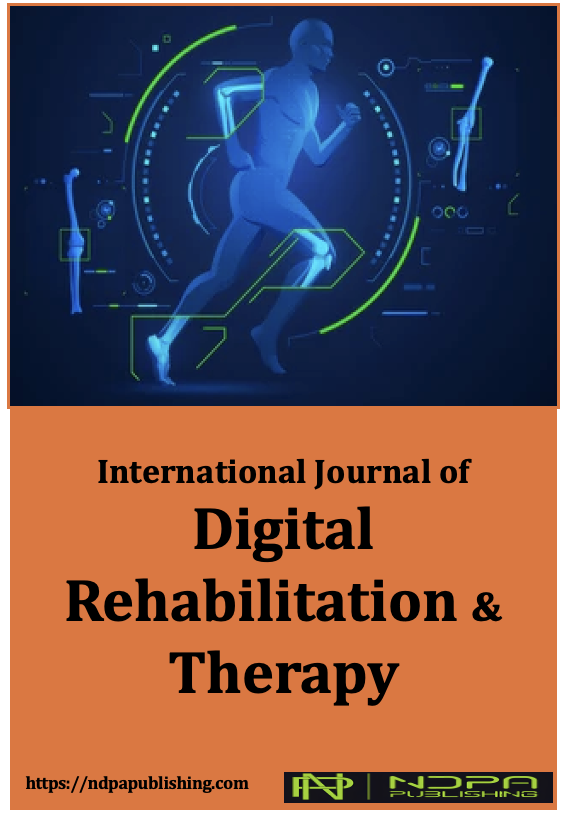 International Journal of
Digital
Rehabilitation &
Therapy
https://ndpapublishing.com
NDPA
PUBLISHING